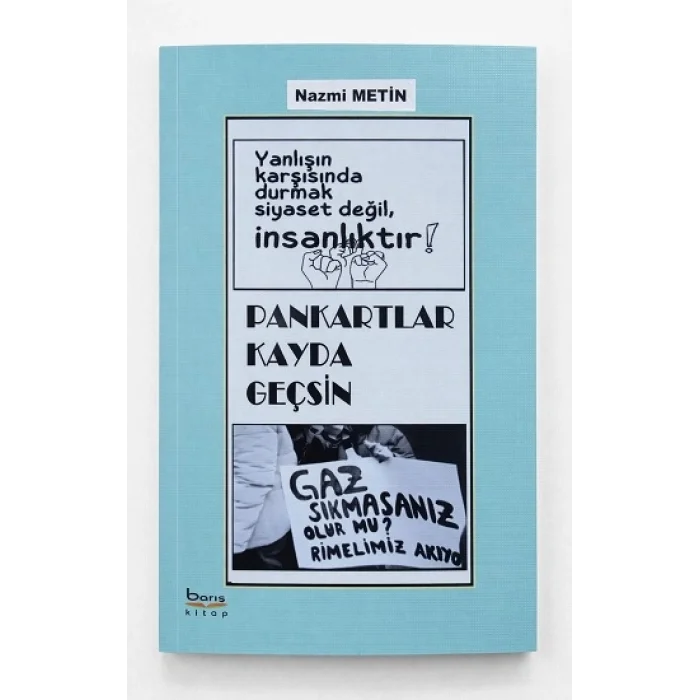 Nazmi METİN
Yanlışın
karşısında
durmak
siyaset değil,
insanlıktır!
PANKARTLAR
KAYDA
GEÇSİN
GAZ
SIKMASANIZ
OLUR MU?
RİMELİMİZ AKIYO
barış
kitap